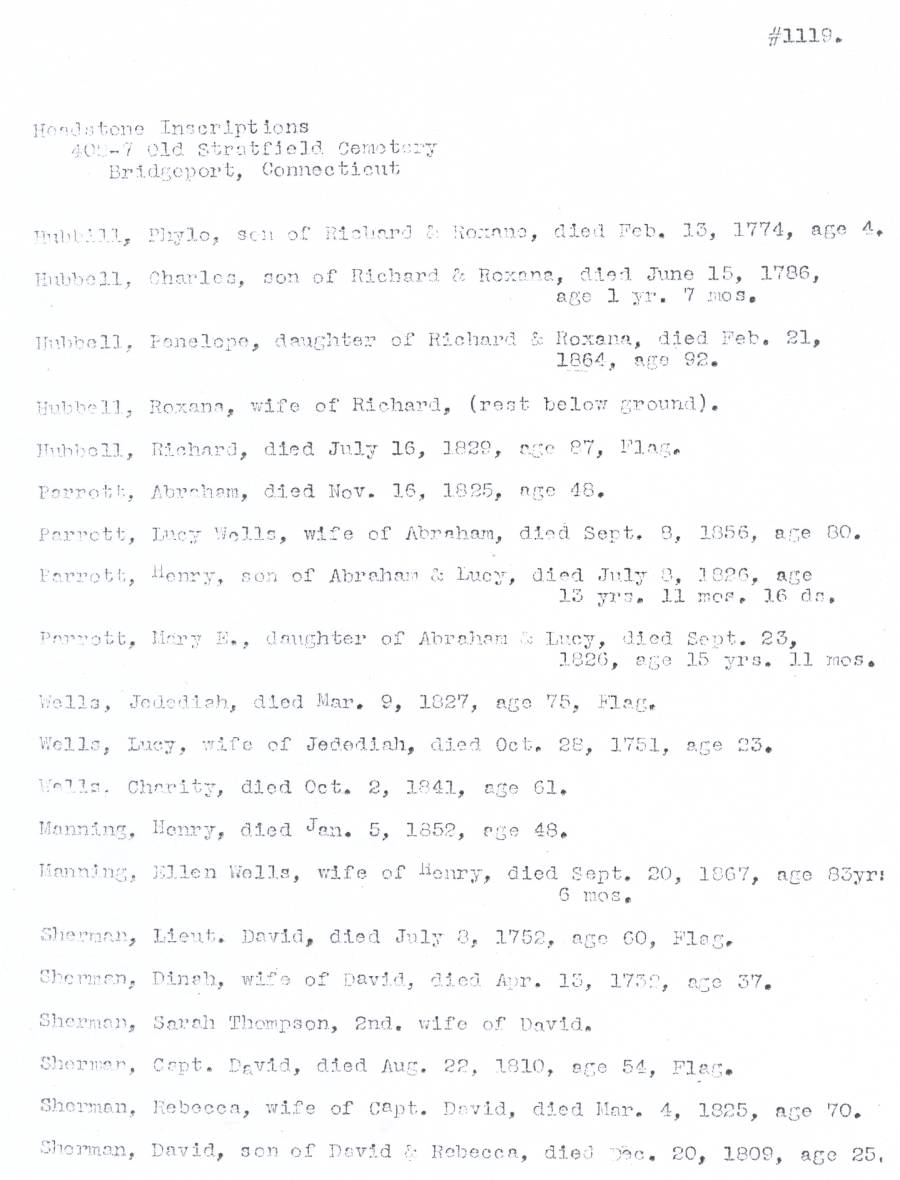 #1119.
Headstone Inscriptions
402-7 Old Stratfield Cemetery
Bridgeport, Connecticut
Hubbill, Phylo, son of Richard & Roxana, died Feb. 13, 1774, age 4.
Hubbell, Charles, son of Richard & Roxana, died June 15, 1786,
age 1 yr. 7 mos.
Hubbell, Penelope, daughter of Richard & Roxana, died Feb. 21,
1864, age 92.
Hubbell, Roxana, wife of Richard, (rest below ground).
Hubbell, Richard, died July 16, 1829, age 87, Flag.
Parrott, Abraham, died Nov. 16, 1825, age 48.
Parrott, Lucy Wells, wife of Abraham, died Sept. 8, 1856, age 80.
Parrott, Henry, son of Abraham & Lucy, died July 8, 1826, age
13 yrs. 11 mos. 16 ds.
Parrott, Mary E., daughter of Abraham & Lucy, died Sept. 23,
1826, age 15 yrs. 11 mos.
Wells, Jedediah, died Mar. 9, 1827, age 75, Flag.
Wells, Lucy, wife of Jedediah, died Oct. 28, 1751, age 23.
Wells. Charity, died Oct. 2, 1841, age 61.
Manning, Henry, died Jan. 5, 1852, age 48.
Manning, Ellen Wells, wife of Henry, died Sept. 20, 1867, age 83yrs
6 mos.
Sherman, Lieut. David, died July 8, 1752, age 60, Flag.
Sherman, Dinah, wife of David, died Apr. 13, 1732, age 37.
Sherman, Sarah Thompson, 2nd. wife of David.
Sherman, Capt. David, died Aug. 22, 1810, age 54, Flag.
Sherman, Rebecca, wife of Capt. David, died Mar. 4, 1825, age 70.
Sherman, David, son of David & Rebecca, died Dec. 20, 1809, age 25.